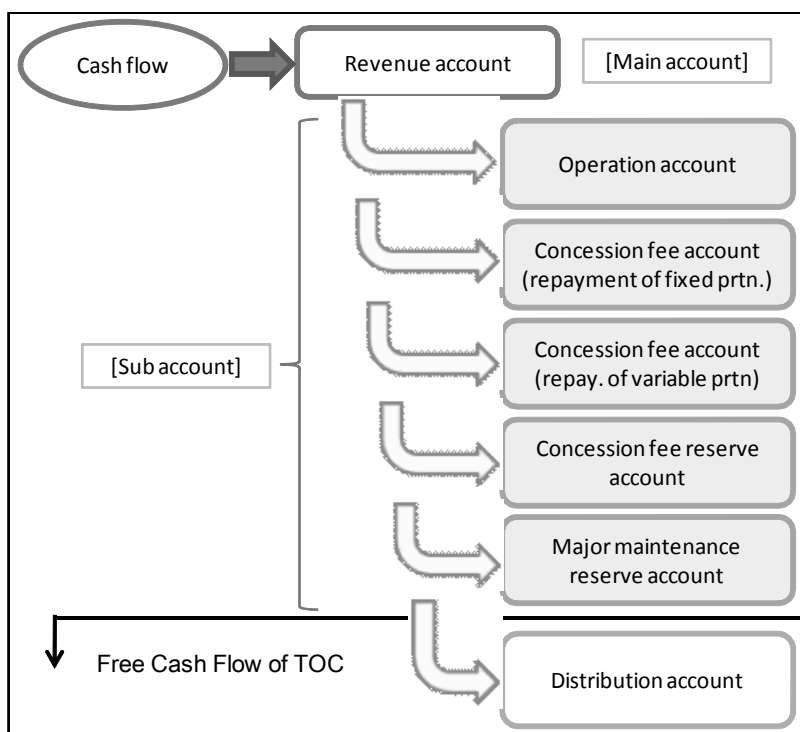 Cash flow
Revenue account
[Main account]
Operation account
Concession fee account
(repayment of fixed prtn.)
Concession fee account
(repay. of variable prtn)
[Sub account]
Concession fee reserve
account
Major maintenance
reserve account
Free Cash Flow of TOC
Distribution account